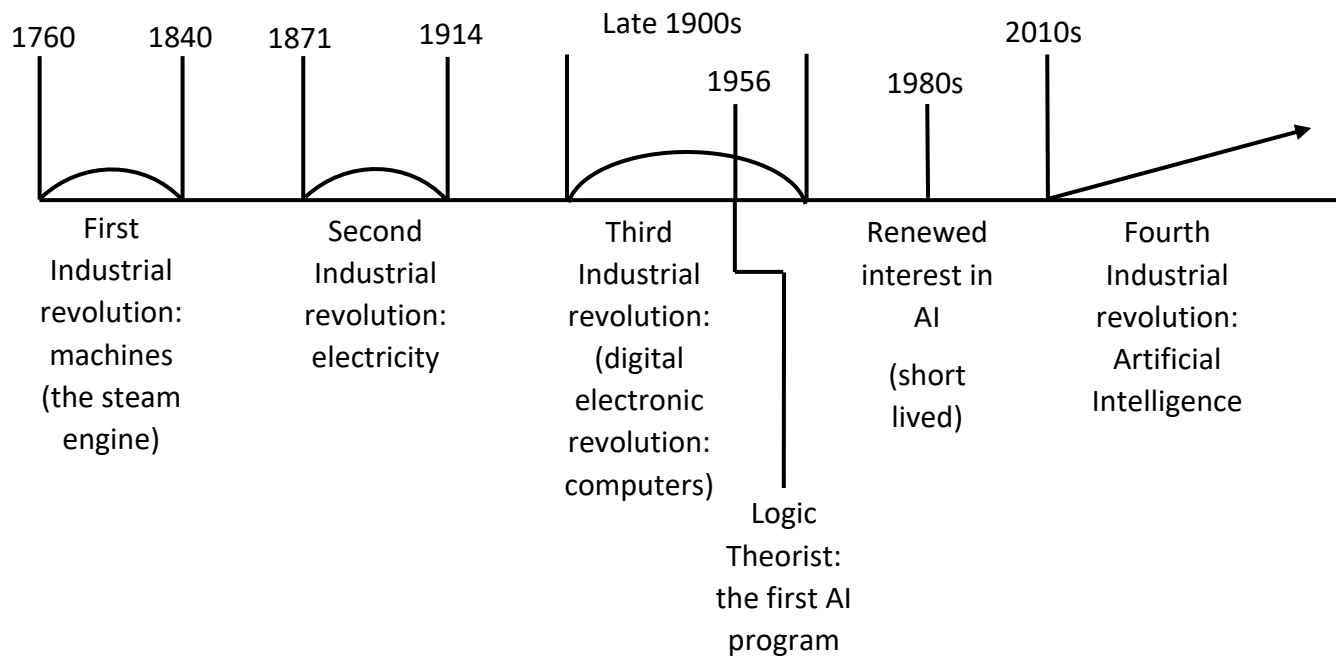 1760
1840
1871
1914
Late 1900s
1956
1980s
2010s
First
Industrial
revolution:
machines
(the steam
engine)
Second
Industrial
revolution:
electricity
Third
Industrial
revolution:
(digital
electronic
revolution:
computers)
Logic
Theorist:
the first AI
program
Renewed
interest in
AI
(short
lived)
Fourth
Industrial
revolution:
Artificial
Intelligence